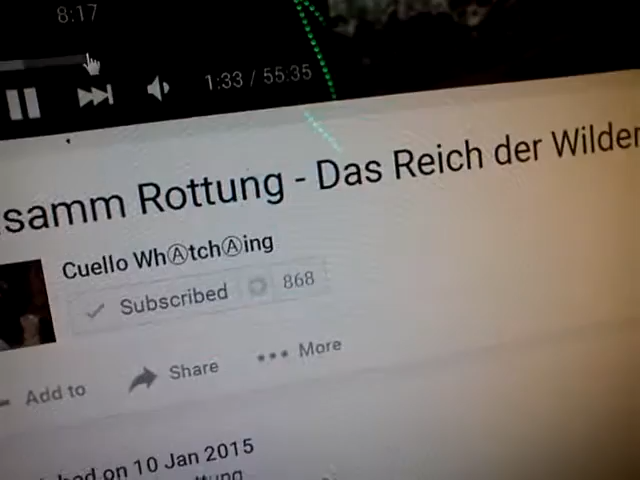 8:17
1:33 / 55:35
samm Rottung - Das Reich der Wilder
Cuello WhⒶtchⒶing
Subscribed 868
Add to Share More
on 10 Jan 2015